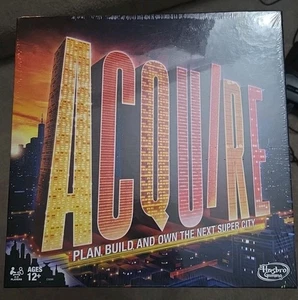 ACQUIRE
PLAN BUILD AND OWN THE NEXT SUPER CITY
AGES
12+
Hasbro
Gaming